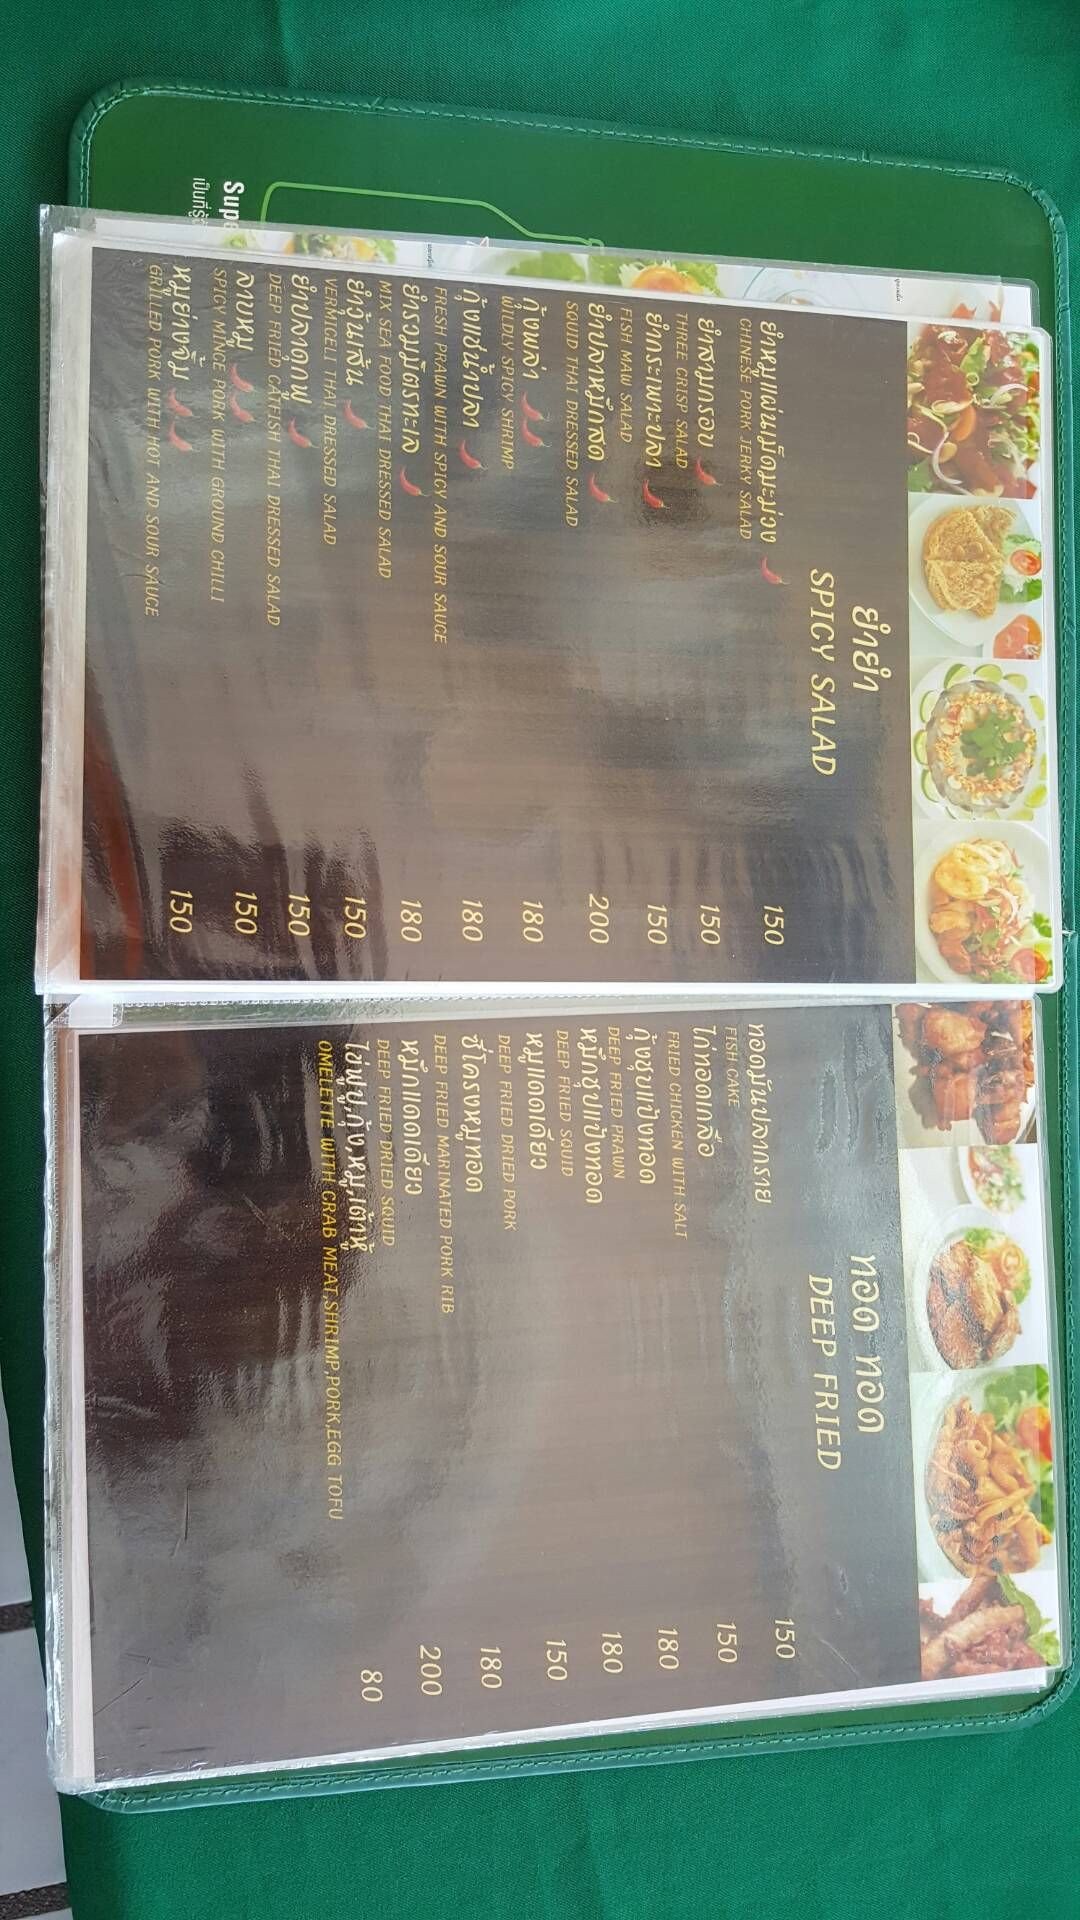 Supe
ยำยำ
SPICY SALAD
ยำหมูแผ่นเม็ดมะม่วง 150
CHINESE PORK JERKY SALAD
ยำสามกรอบ 150
THREE CRISP SALAD
ยำกระเพาะปลา 150
FISH MAW SALAD
ยำปลาหมึกสด 200
SQUID THAI DRESSED SALAD
กุ้งพล่า 180
WILDLY SPICY SHRIMP
กุ้งแช่น้ำปลา 180
FRESH PRAWN WITH SPICY AND SOUR SAUCE
ยำรวมมิตรทะเล 180
MIX SEA FOOD THAI DRESSED SALAD
ยำวุ้นเส้น 150
VERMICELI THAI DRESSED SALAD
ยำปลาดุกฟู 150
DEEP FRIED CATFISH THAI DRESSED SALAD
ลาบหมู 150
SPICY MINCE PORK WITH GROUND CHILLI
หมูย่างจิ้ม 150
GRILLED PORK WITH HOT AND SOUR SAUCE
ทอด ทอด
DEEP FRIED
ทอดมันปลากราย 150
FISH CAKE
ไก่ทอดเกลือ 150
FRIED CHICKEN WITH SALT
กุ้งชุบแป้งทอด 180
DEEP FRIED PRAWN
หมึกชุบแป้งทอด 180
DEEP FRIED SQUID
หมูแดดเดียว 150
DEEP FRIED DRIED PORK
ซี่โครงหมูทอด 180
DEEP FRIED MARINATED PORK RIB
หมึกแดดเดียว 200
DEEP FRIED DRIED SQUID
ไข่ฟูปู,กุ้ง,หมู,เต้าหู้ 80
OMELETTE WITH CRAB MEAT,SHRIMP,PORK,EGG TOFU